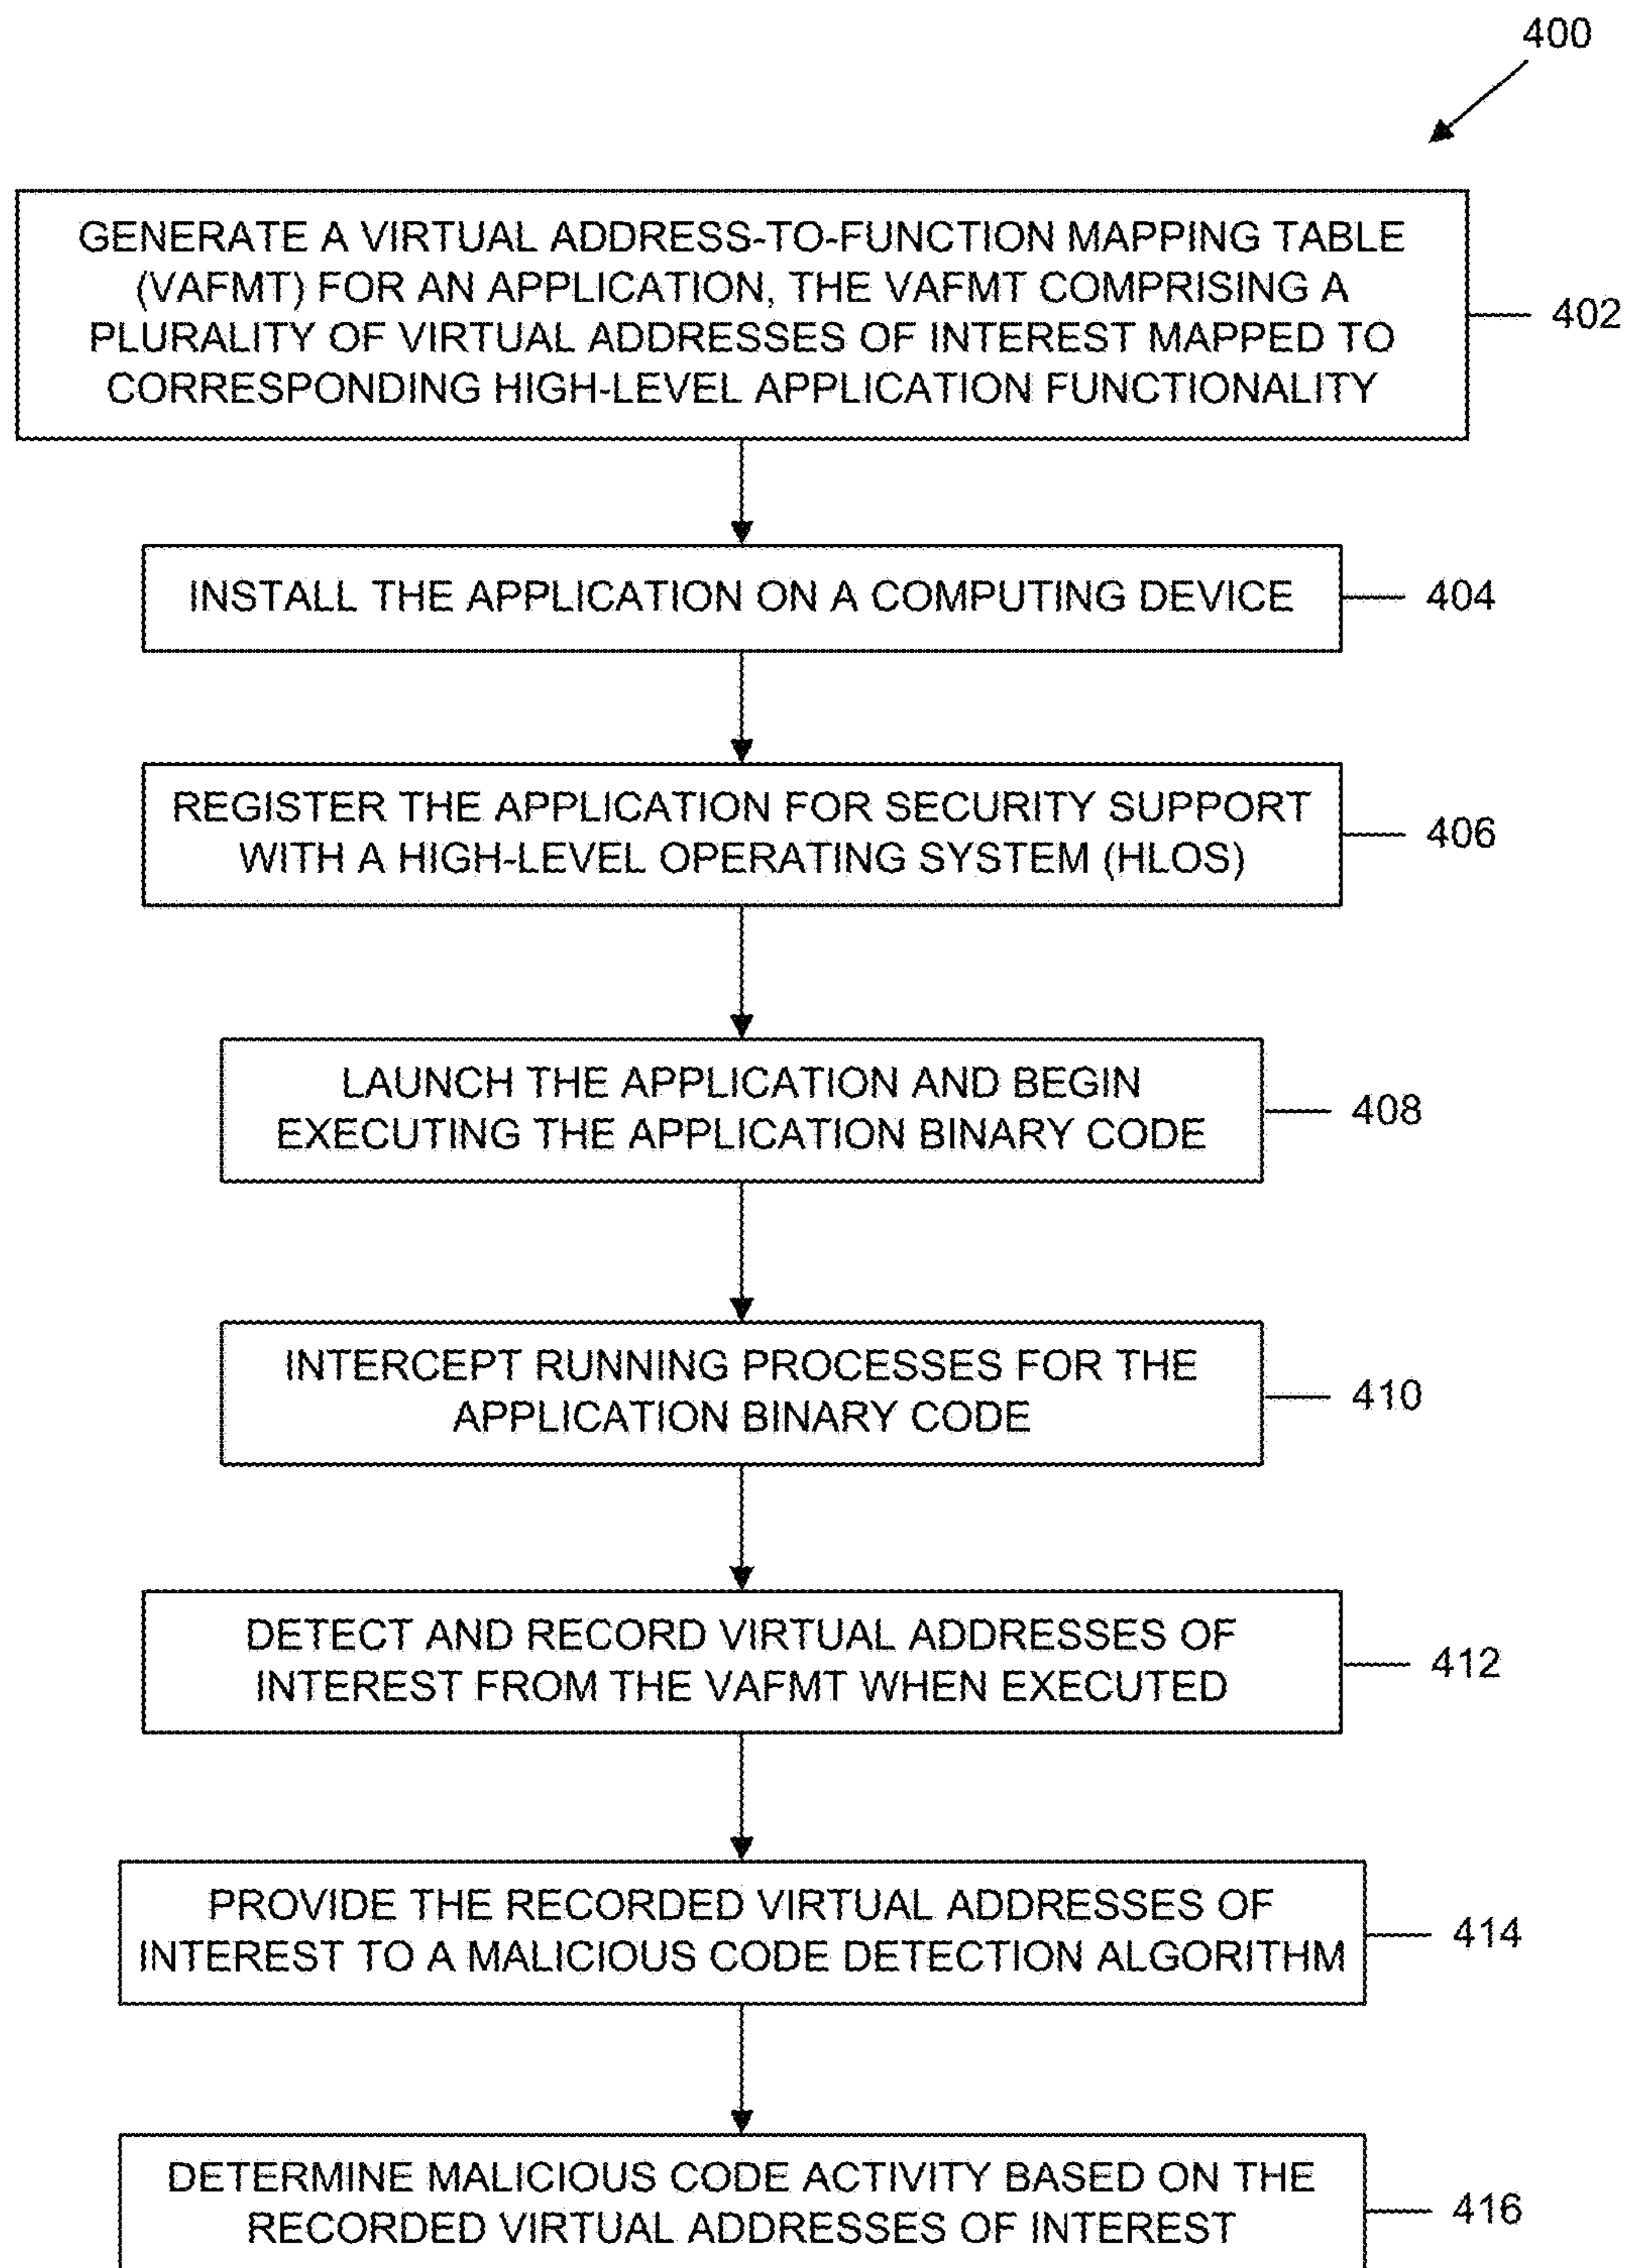 400
GENERATE A VIRTUAL ADDRESS-TO-FUNCTION MAPPING TABLE
(VAFMT) FOR AN APPLICATION, THE VAFMT COMPRISING A
PLURALITY OF VIRTUAL ADDRESSES OF INTEREST MAPPED TO
CORRESPONDING HIGH-LEVEL APPLICATION FUNCTIONALITY
402
INSTALL THE APPLICATION ON A COMPUTING DEVICE
404
REGISTER THE APPLICATION FOR SECURITY SUPPORT
WITH A HIGH-LEVEL OPERATING SYSTEM (HLOS)
406
LAUNCH THE APPLICATION AND BEGIN
EXECUTING THE APPLICATION BINARY CODE
408
INTERCEPT RUNNING PROCESSES FOR THE
APPLICATION BINARY CODE
410
DETECT AND RECORD VIRTUAL ADDRESSES OF
INTEREST FROM THE VAFMT WHEN EXECUTED
412
PROVIDE THE RECORDED VIRTUAL ADDRESSES OF
INTEREST TO A MALICIOUS CODE DETECTION ALGORITHM
414
DETERMINE MALICIOUS CODE ACTIVITY BASED ON THE
RECORDED VIRTUAL ADDRESSES OF INTEREST
416